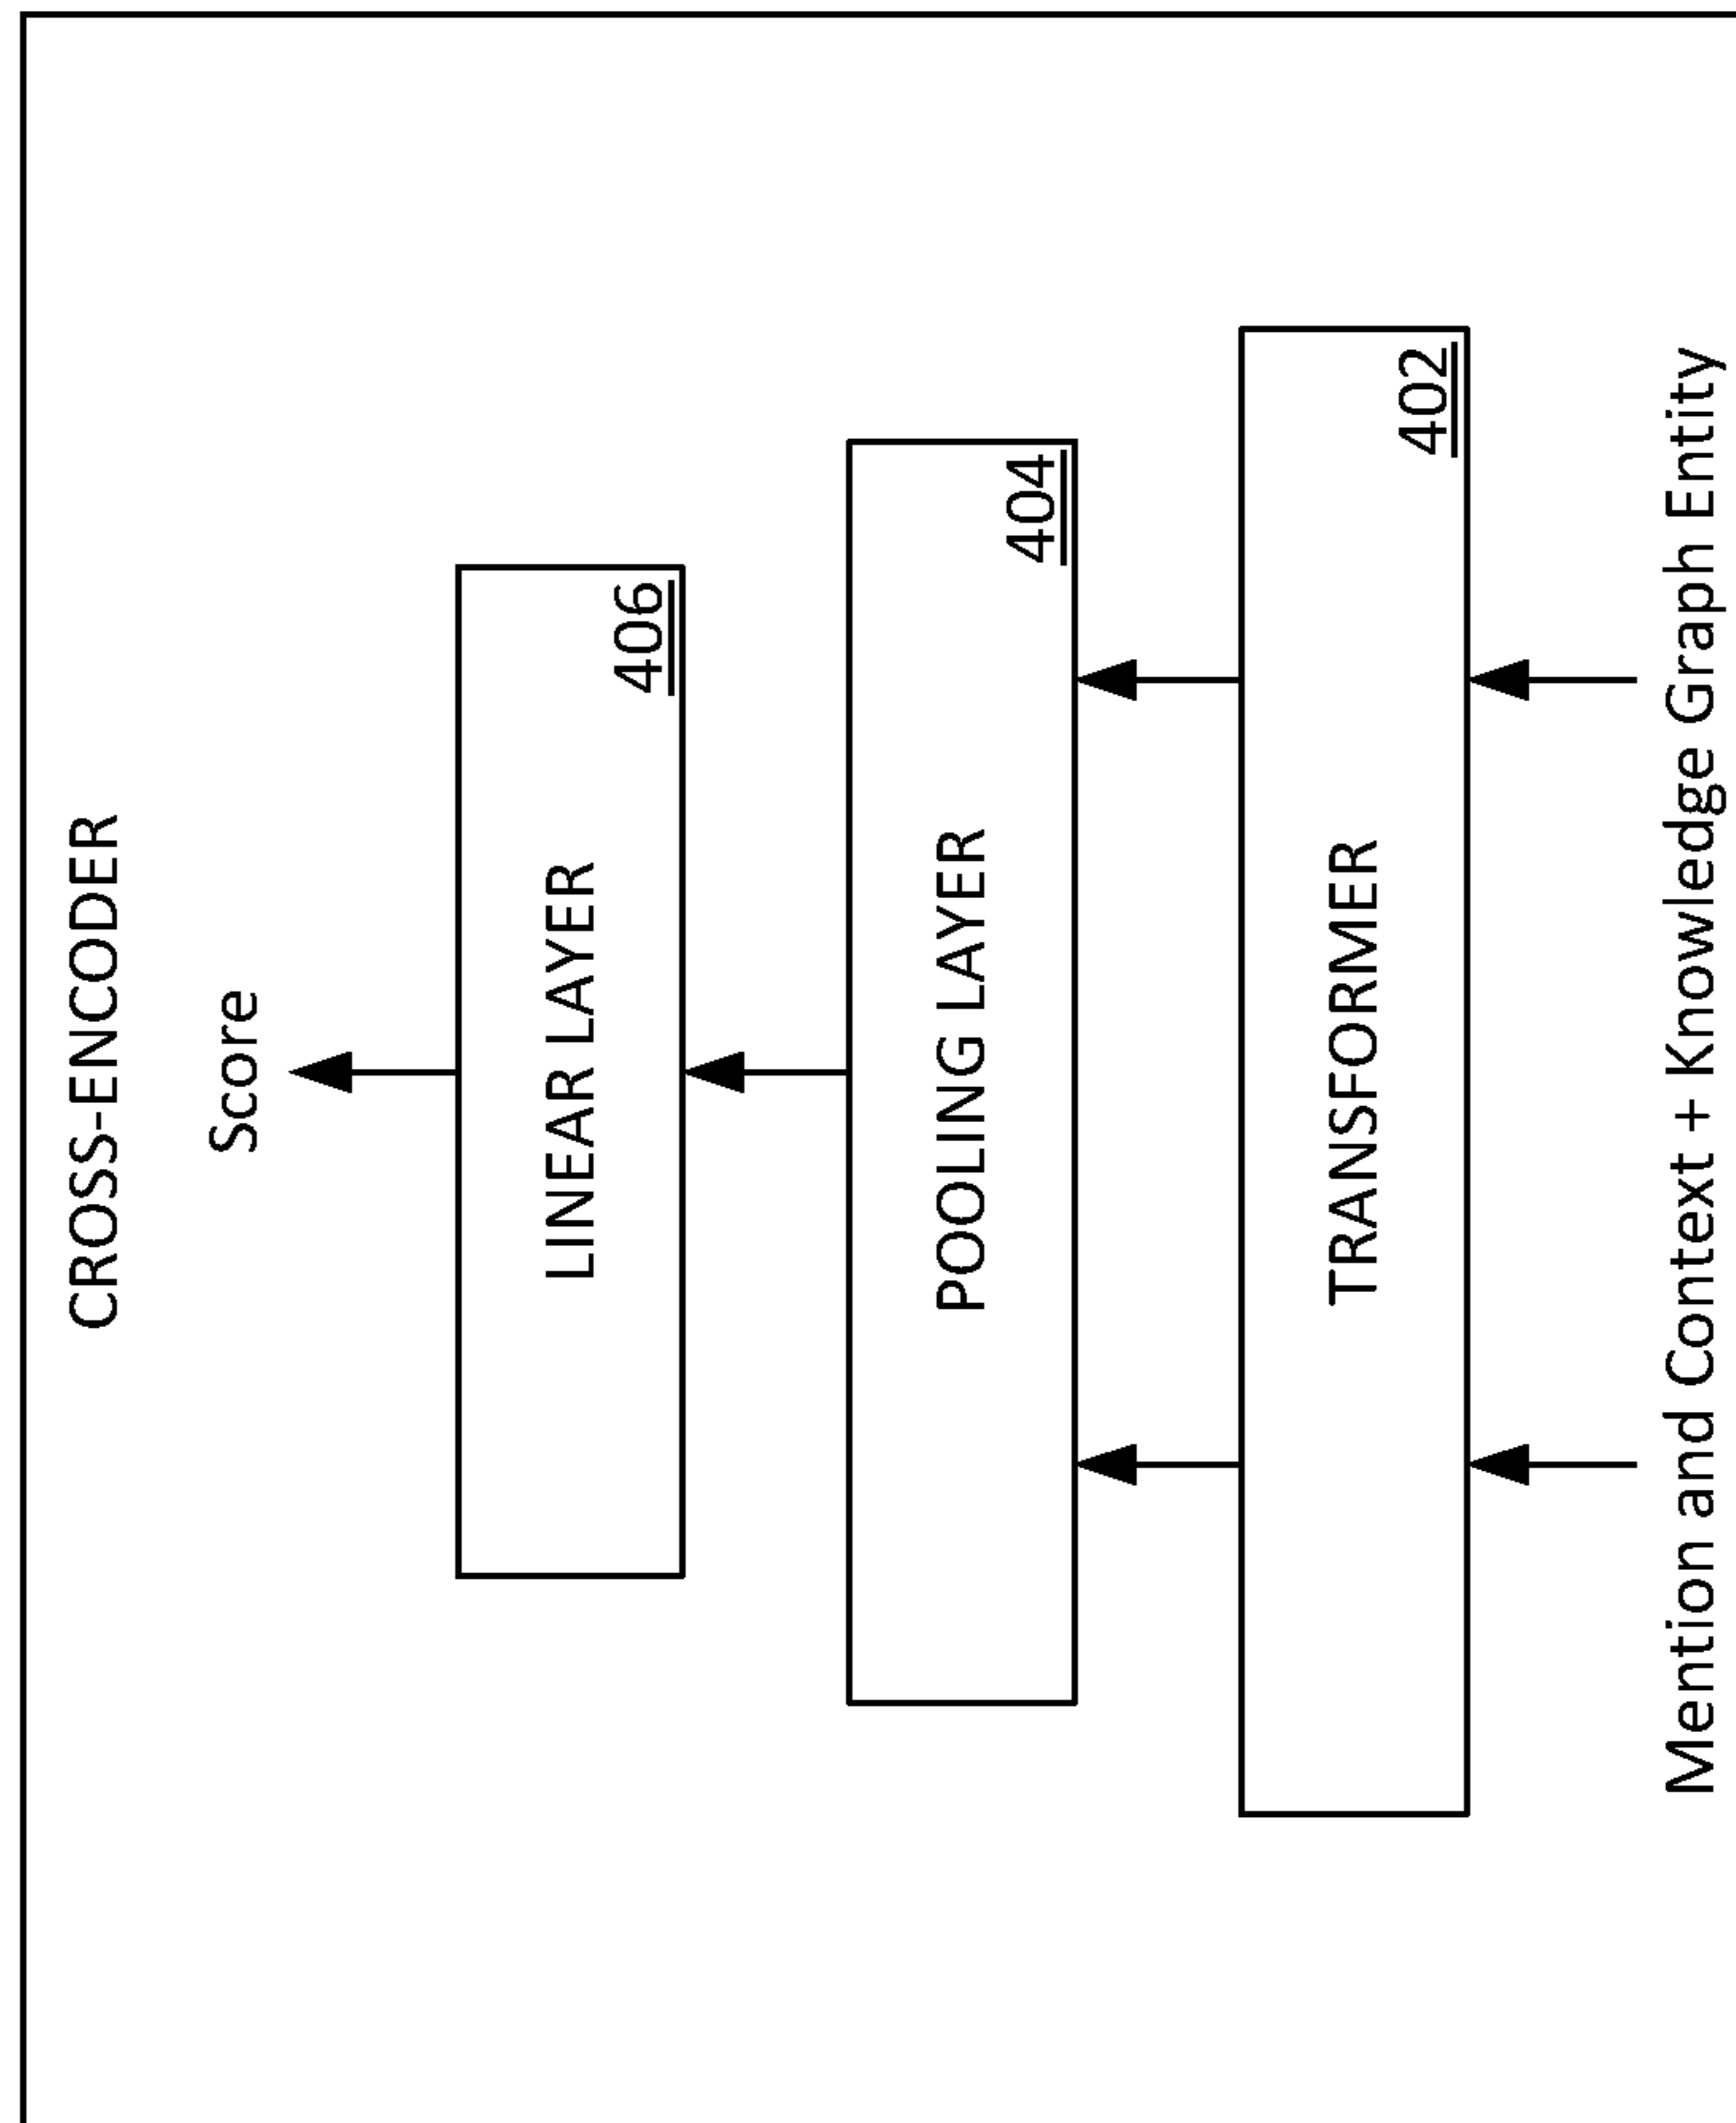 CROSS-ENCODER
Score
LINEAR LAYER
406
POOLING LAYER
404
TRANSFORMER
402
Mention and Context + Knowledge Graph Entity